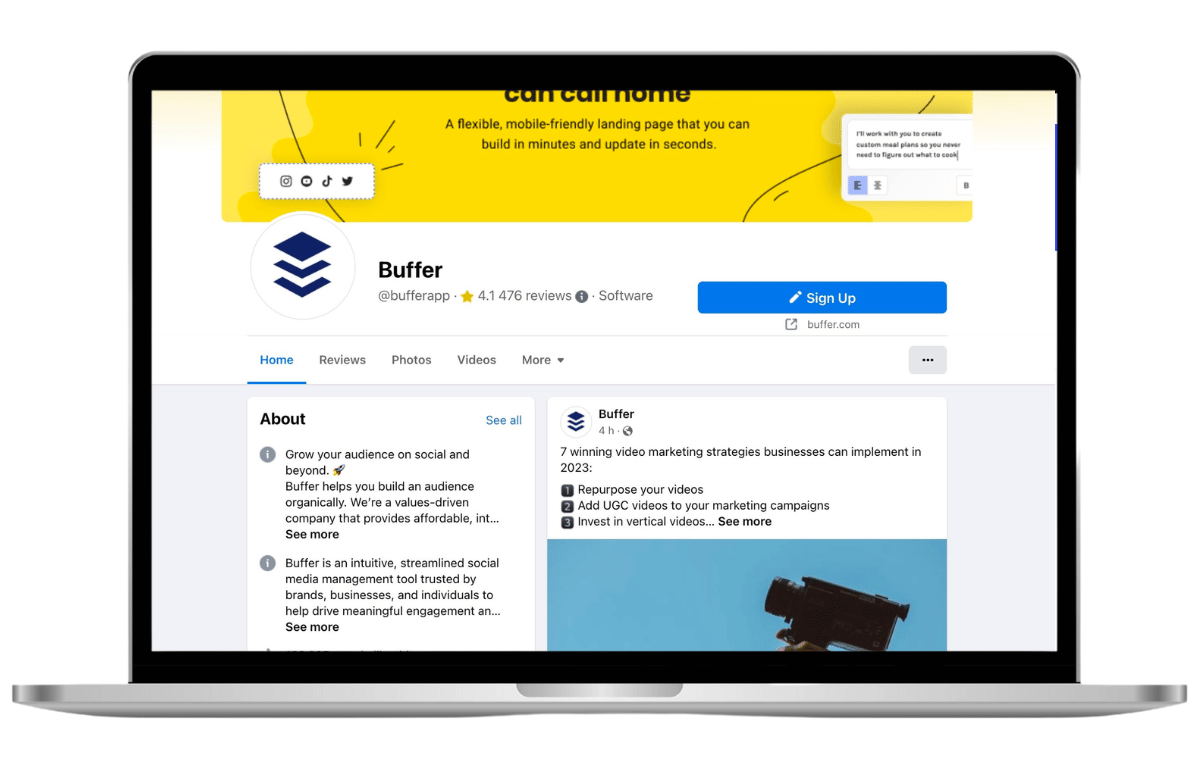 can call home
A flexible, mobile-friendly landing page that you can
build in minutes and update in seconds.
I'll work with you to create
custom meal plans so you never
need to figure out what to cook
B
Buffer
@bufferapp · 4.1 476 reviews · Software
Sign Up
buffer.com
Home Reviews Photos Videos More
About
See all
Grow your audience on social and
beyond. 🚀
Buffer helps you build an audience
organically. We're a values-driven
company that provides affordable, int...
See more
Buffer is an intuitive, streamlined social
media management tool trusted by
brands, businesses, and individuals to
help drive meaningful engagement an...
See more
Buffer
4 h ·
7 winning video marketing strategies businesses can implement in
2023:
1 Repurpose your videos
2 Add UGC videos to your marketing campaigns
3 Invest in vertical videos... See more